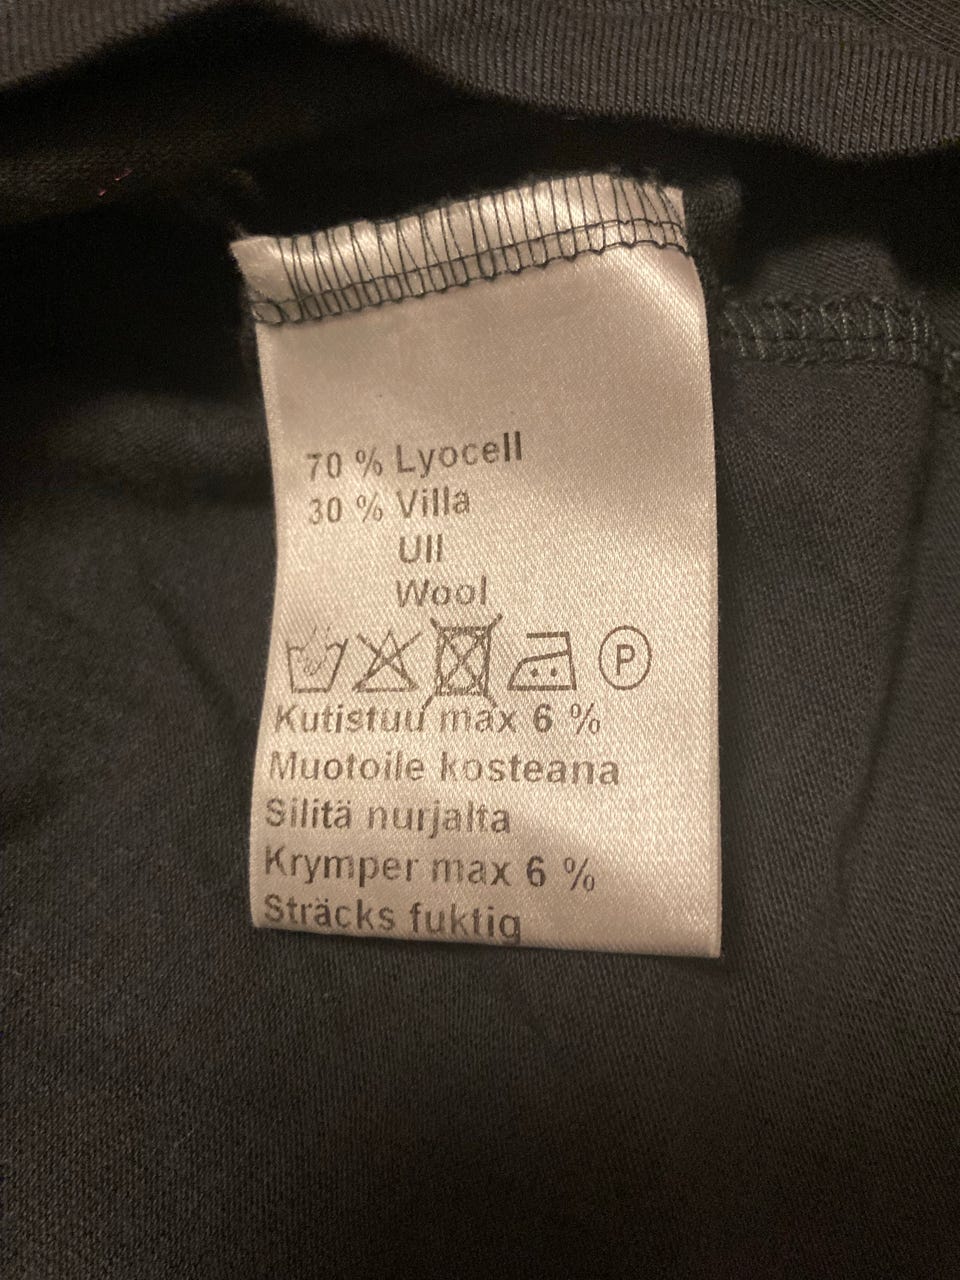 70 % Lyocell
30 % Villa
Ull
Wool
P
Kutistuu max 6 %
Muotoile kosteana
Silitä nurjalta
Krymper max 6 %
Sträcks fuktig